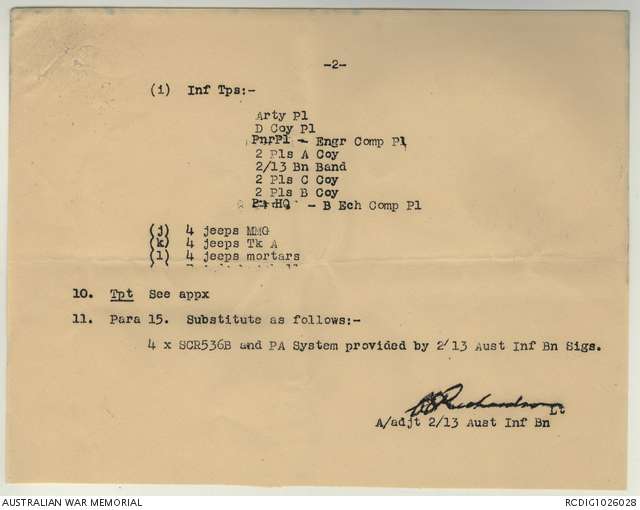 -2-
(i) Inf Tps:-
Arty Pl
D Coy Pl
PnrPl - Engr Comp Pl
2 Pls A Coy
2/13 Bn Band
2 Pls C Coy
2 Pls B Coy
HQ - B Ech Comp Pl
(j) 4 jeeps MMG
(k) 4 jeeps Tk A
(l) 4 jeeps mortars
10. Tpt See appx
11. Para 15. Substitute as follows:-
4 x SCR536B and PA System provided by 2/13 Aust Inf Bn Sigs.
Richardson Lt
A/adjt 2/13 Aust Inf Bn
AUSTRALIAN WAR MEMORIAL
RCDIG1026028